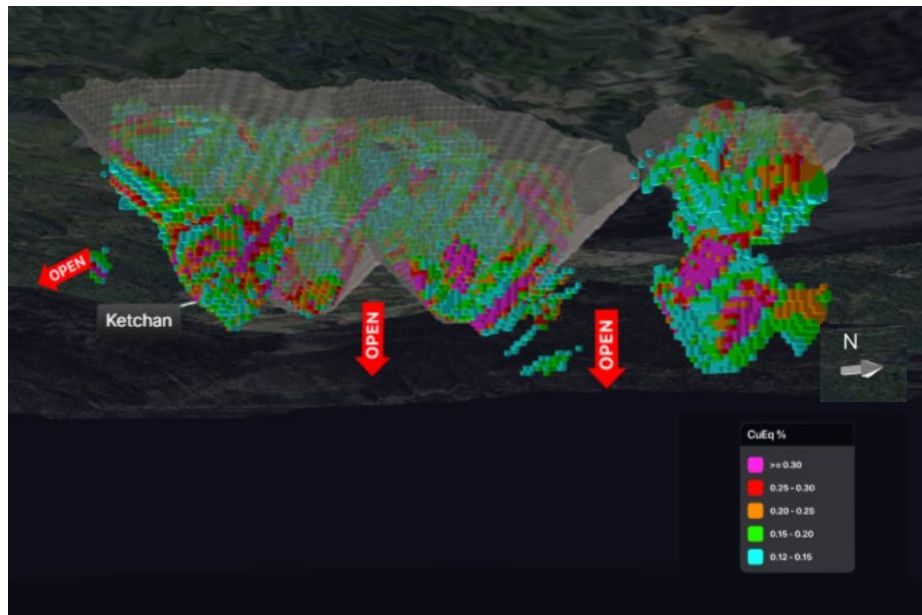 OPEN
Ketchan
OPEN
OPEN
N
CuEq %
>= 0.30
0.25 - 0.30
0.20 - 0.25
0.15 - 0.20
0.12 - 0.15